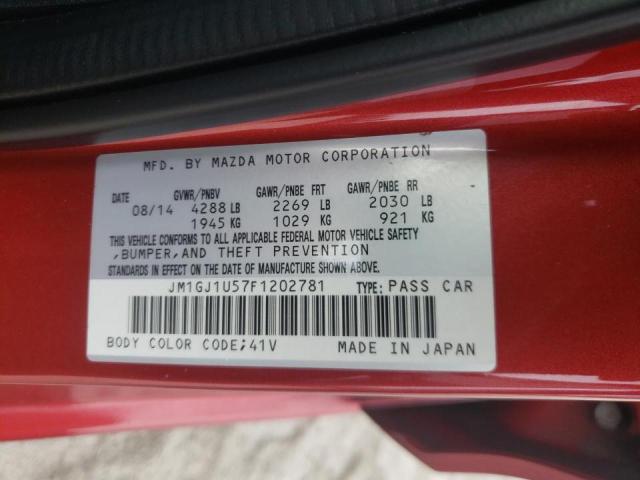 MFD. BY MAZDA MOTOR CORPORATION
DATE GVWR/PNBV GAWR/PNBE FRT GAWR/PNBE RR
08/14 4288 LB 2269 LB 2030 LB
1945 KG 1029 KG 921 KG
THIS VEHICLE CONFORMS TO ALL APPLICABLE FEDERAL MOTOR VEHICLE SAFETY
,BUMPER,AND THEFT PREVENTION
STANDARDS IN EFFECT ON THE DATE OF MANUFACTURE SHOWN ABOVE.
JM1GJ1U57F1202781 TYPE: PASS CAR
BODY COLOR CODE;41V MADE IN JAPAN